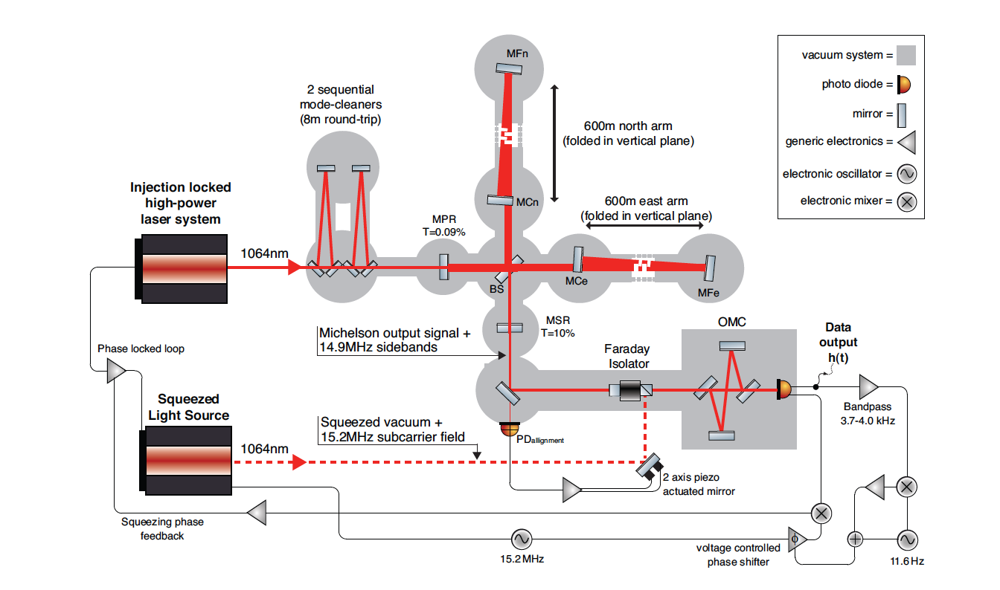 MFn
2 sequential
mode-cleaners
(8m round-trip)
600m north arm
(folded in vertical plane)
vacuum system =
photo diode =
mirror =
generic electronics =
electronic oscillator =
electronic mixer =
Injection locked
high-power
laser system
MCn
600m east arm
(folded in vertical plane)
MPR
T=0.09%
1064nm
BS
MCe
MFe
Michelson output signal +
14.9MHz sidebands
MSR
T=10%
OMC
Data
output
h(t)
Faraday
Isolator
Phase locked loop
Squeezed
Light Source
Bandpass
3.7-4.0 kHz
Squeezed vacuum +
15.2MHz subcarrier field
PDallignment
1064nm
2 axis piezo
actuated mirror
Squeezing phase
feedback
15.2MHz
voltage controlled
phase shifter
ϕ
11.6Hz